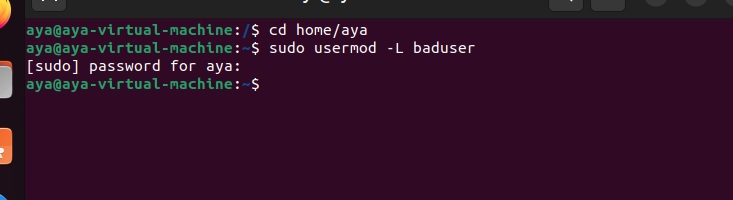 aya@aya-virtual-machine:/$ cd home/aya
aya@aya-virtual-machine:~$ sudo usermod -L baduser
[sudo] password for aya:
aya@aya-virtual-machine:~$